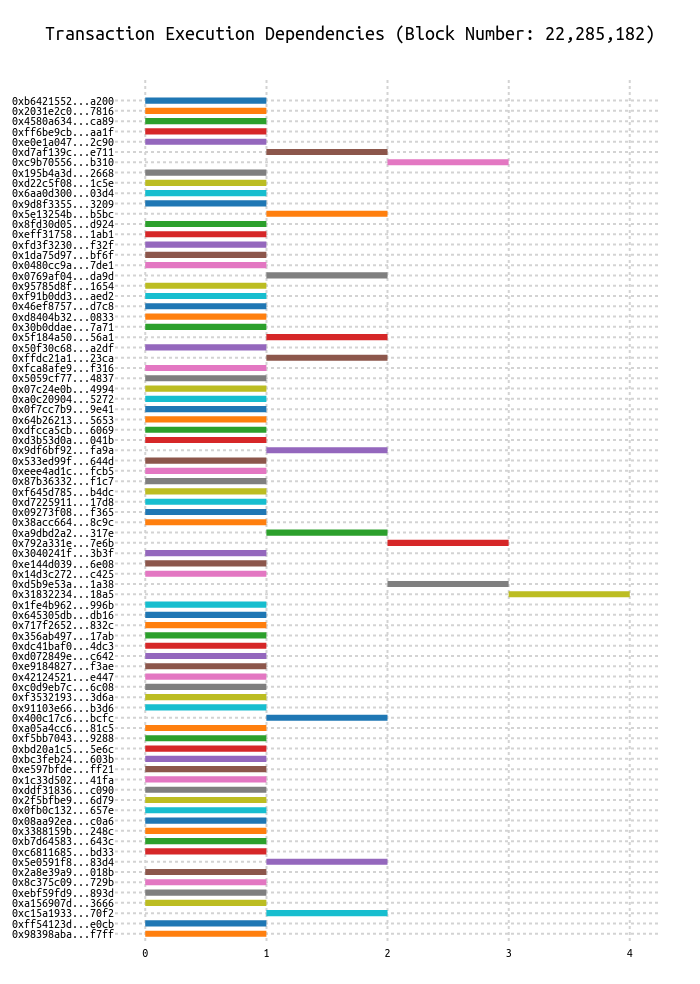 Transaction Execution Dependencies (Block Number: 22,285,182)
0xb6421552...a200
0x2031e2c0...7816
0x4580a634...ca89
0xff6be9cb...aa1f
0xe0e1a047...2c90
0xd7af139c...e711
0xc9b70556...b310
0x195b4a3d...2668
0xd22c5f08...1c5e
0x6aa0d300...03d4
0x9d8f3355...3209
0x5e13254b...b5bc
0x8fd30d05...d924
0xeff31758...1ab1
0xfd3f3230...f32f
0x1da75d97...bf6f
0x0480cc9a...7de1
0x0769af04...da9d
0x95785d8f...1654
0xf91b0dd3...aed2
0x46ef8757...d7c8
0xd8404b32...0833
0x30b0ddae...7a71
0x5f184a50...56a1
0x50f30c68...a2df
0xffdc21a1...23ca
0xfca8afe9...f316
0x5059cf77...4837
0x07c24e0b...4994
0xa0c20904...5272
0x0f7cc7b9...9e41
0x64b26213...5653
0xdfcca5cb...6069
0xd3b53d0a...041b
0x9df6bf92...fa9a
0x533ed99f...644d
0xeee4ad1c...fcb5
0x87b36332...f1c7
0xf645d785...b4dc
0xd7225911...17d8
0x09273f08...f365
0x38acc664...8c9c
0xa9dbd2a2...317e
0x792a331e...7e6b
0x3040241f...3b3f
0xe144d039...6e08
0x14d3c272...c425
0xd5b9e53a...1a38
0x31832234...18a5
0x1fe4b962...996b
0x645305db...db16
0x717f2652...832c
0x356ab497...17ab
0xdc41baf0...4dc3
0xd072849e...c642
0xe9184827...f3ae
0x42124521...e447
0xc0d9eb7c...6c08
0xf3532193...3d6a
0x91103e66...b3d6
0x400c17c6...bcfc
0xa05a4cc6...81c5
0xf5bb7043...9288
0xbd20a1c5...5e6c
0xbc3feb24...603b
0xe597bfde...ff21
0x1c33d502...41fa
0xddf31836...c090
0x2f5bfbe9...6d79
0x0fb0c132...657e
0x08aa92ea...c0a6
0x3388159b...248c
0xb7d64583...643c
0xc6811685...bd33
0x5e0591f8...83d4
0x2a8e39a9...018b
0x8c375c09...729b
0xebf59fd9...893d
0xa156907d...3666
0xc15a1933...70f2
0xff54123d...e0cb
0x98398aba...f7ff
0 1 2 3 4